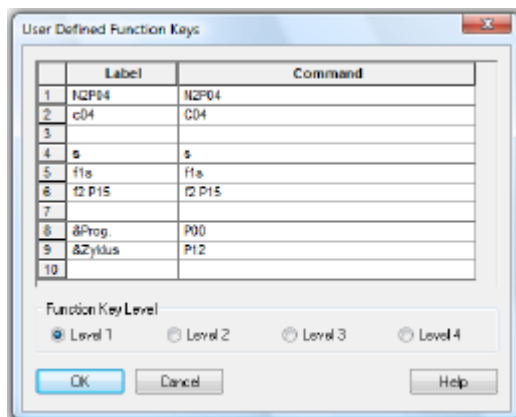 User Defined Function Keys
Label Command
1 N2P04 N2P04
2 c04 C04
3
4 s s
5 f1s f1s
6 f2 P15 f2 P15
7
8 &Prog. P00
9 &Zyklus P12
10
Function Key Level
Level 1 Level 2 Level 3 Level 4
OK Cancel Help